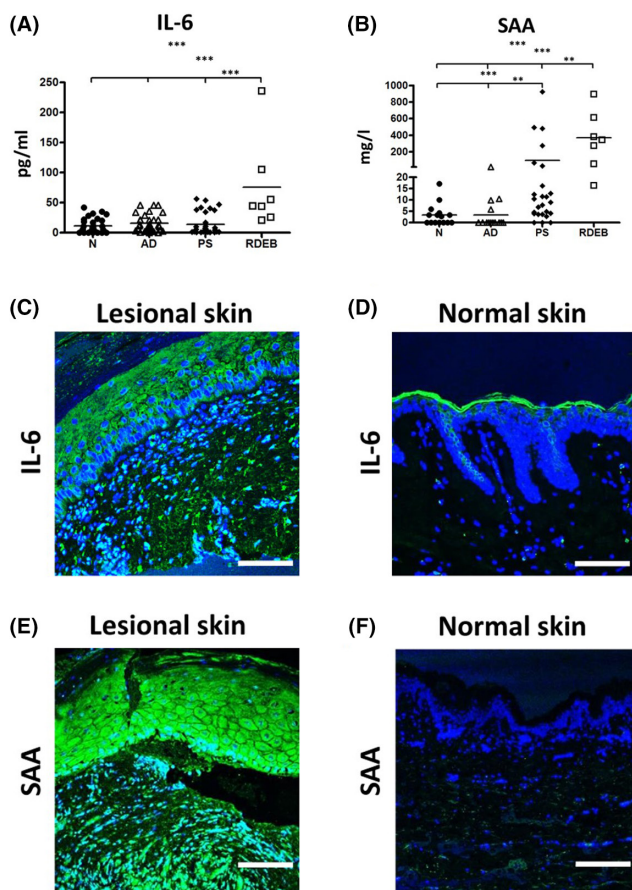 (A)
IL-6
***
***
***
pg/ml
250
200
150
100
50
0
N AD PS RDEB
(B)
SAA
*** ***
**
***
**
mg/l
1000
800
600
400
200
20
15
10
5
0
N AD PS RDEB
(C)
Lesional skin
IL-6
(D)
Normal skin
IL-6
(E)
Lesional skin
SAA
(F)
Normal skin
SAA